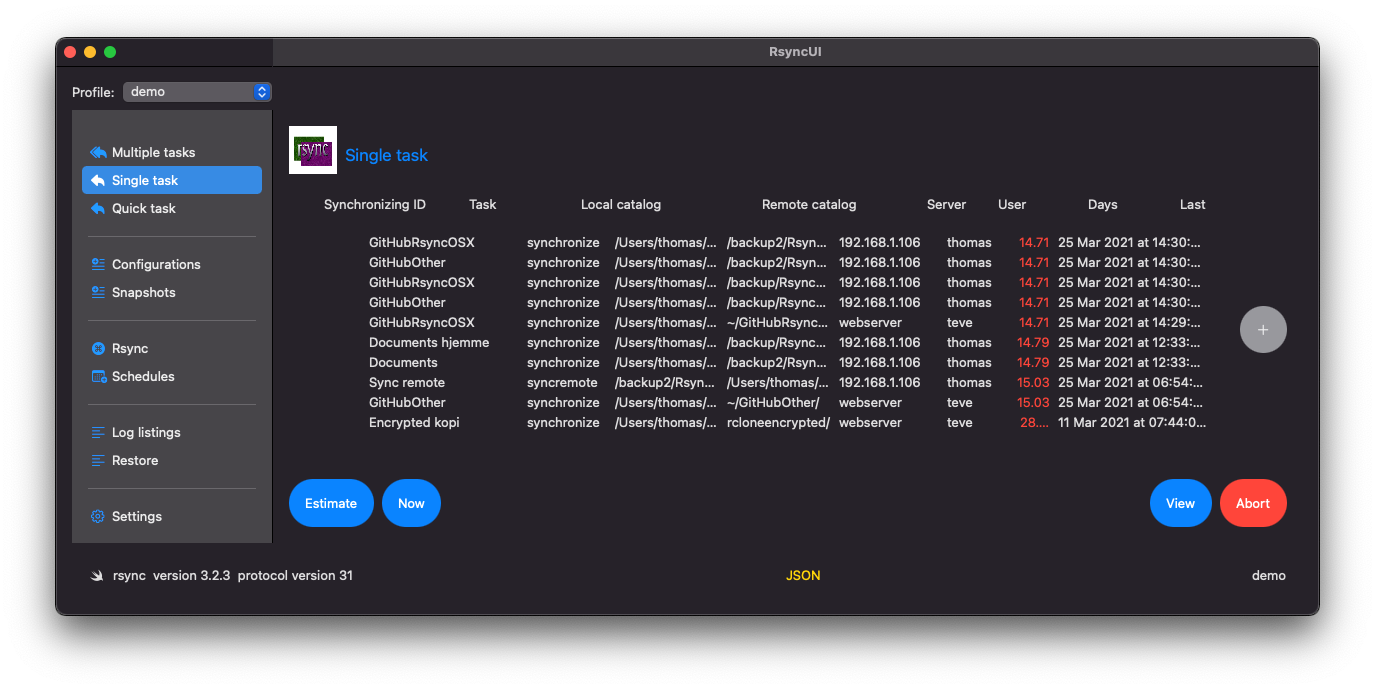 RsyncUI
Profile: demo
Multiple tasks
Single task
Quick task
Configurations
Snapshots
Rsync
Schedules
Log listings
Restore
Settings
rsync
Single task
Synchronizing ID Task Local catalog Remote catalog Server User Days Last
GitHubRsyncOSX synchronize /Users/thomas/... /backup2/Rsyn... 192.168.1.106 thomas 14.71 25 Mar 2021 at 14:30:...
GitHubOther synchronize /Users/thomas/... /backup2/Rsyn... 192.168.1.106 thomas 14.71 25 Mar 2021 at 14:30:...
GitHubRsyncOSX synchronize /Users/thomas/... /backup/Rsync... 192.168.1.106 thomas 14.71 25 Mar 2021 at 14:30:...
GitHubOther synchronize /Users/thomas/... /backup/Rsync... 192.168.1.106 thomas 14.71 25 Mar 2021 at 14:30:...
GitHubRsyncOSX synchronize /Users/thomas/... ~/GitHubRsync... webserver teve 14.71 25 Mar 2021 at 14:29:...
Documents hjemme synchronize /Users/thomas/... /backup/Rsync... 192.168.1.106 thomas 14.79 25 Mar 2021 at 12:33:...
Documents synchronize /Users/thomas/... /backup2/Rsyn... 192.168.1.106 thomas 14.79 25 Mar 2021 at 12:33:...
Sync remote syncremote /backup2/Rsyn... /Users/thomas/... 192.168.1.106 thomas 15.03 25 Mar 2021 at 06:54:...
GitHubOther synchronize /Users/thomas/... ~/GitHubOther/ webserver teve 15.03 25 Mar 2021 at 06:54:...
Encrypted kopi synchronize /Users/thomas/... rcloneencrypted/ webserver teve 28.... 11 Mar 2021 at 07:44:0...
+
Estimate Now View Abort
rsync version 3.2.3 protocol version 31 JSON demo